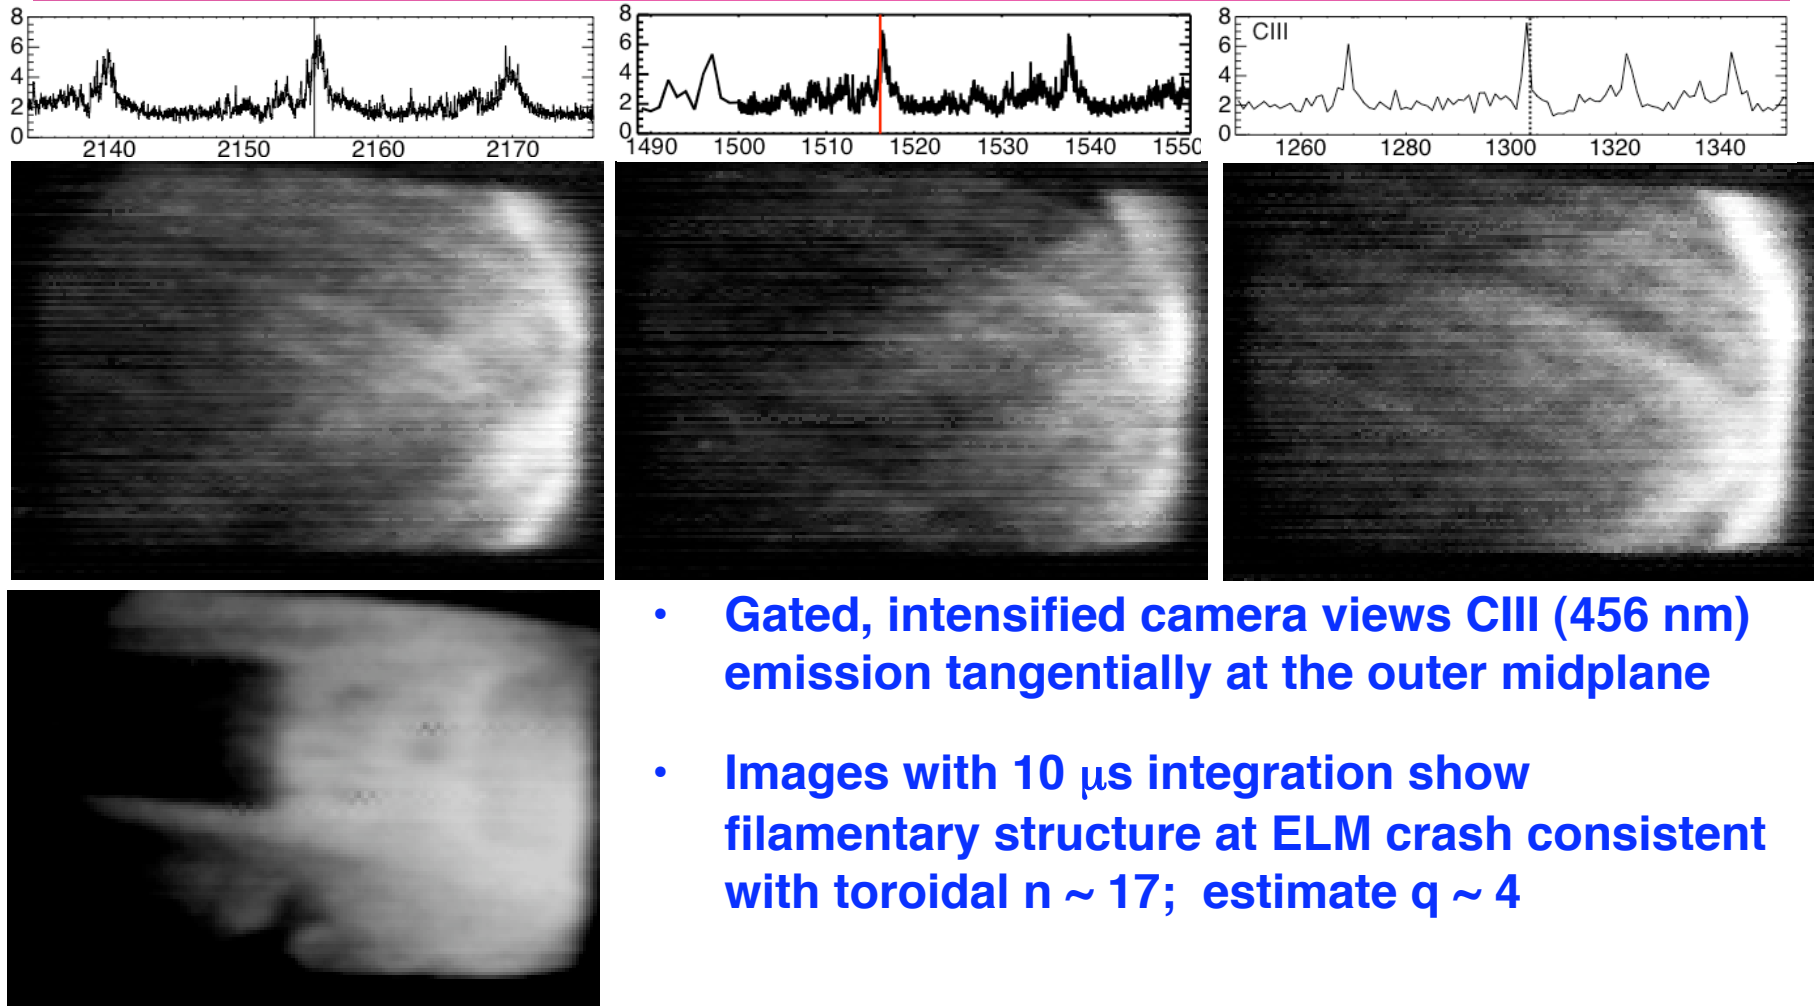 8
6
4
2
0
2140 2150 2160 2170
8
6
4
2
0
1490 1500 1510 1520 1530 1540 1550
8
6
4
2
0
CIII
1260 1280 1300 1320 1340
• Gated, intensified camera views CIII (456 nm)
emission tangentially at the outer midplane
• Images with 10 μs integration show
filamentary structure at ELM crash consistent
with toroidal n ~ 17; estimate q ~ 4